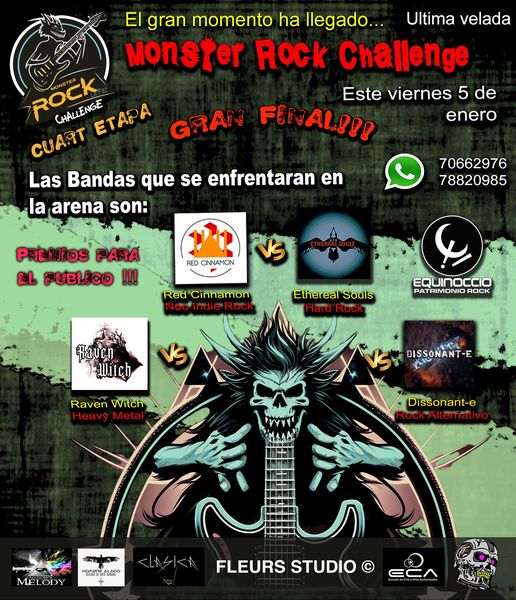 El gran momento ha llegado...
Ultima velada
Monster Rock Challenge
MONSTER
ROCK
CHALLENGE
CUART ETAPA
GRAN FINAL!!!
Este viernes 5 de
enero
70662976
78820985
Las Bandas que se enfrentaran en
la arena son:
PREMIOS PARA
EL PUBLICO !!!
RED CINNAMON
VS
ETHEREAL SOULS
Red Cinnamon
Neo Indie Rock
Ethereal Souls
Hard Rock
EQUINOCCIO
PATRIMONIO ROCK
Raven
Witch
VS
VS
DISSONANT-E
Raven Witch
Heavy Metal
Dissonant-e
Rock Alternativo
MELODY
HOMBRE ALADO
CLASICA
FLEURS STUDIO ©
ECA